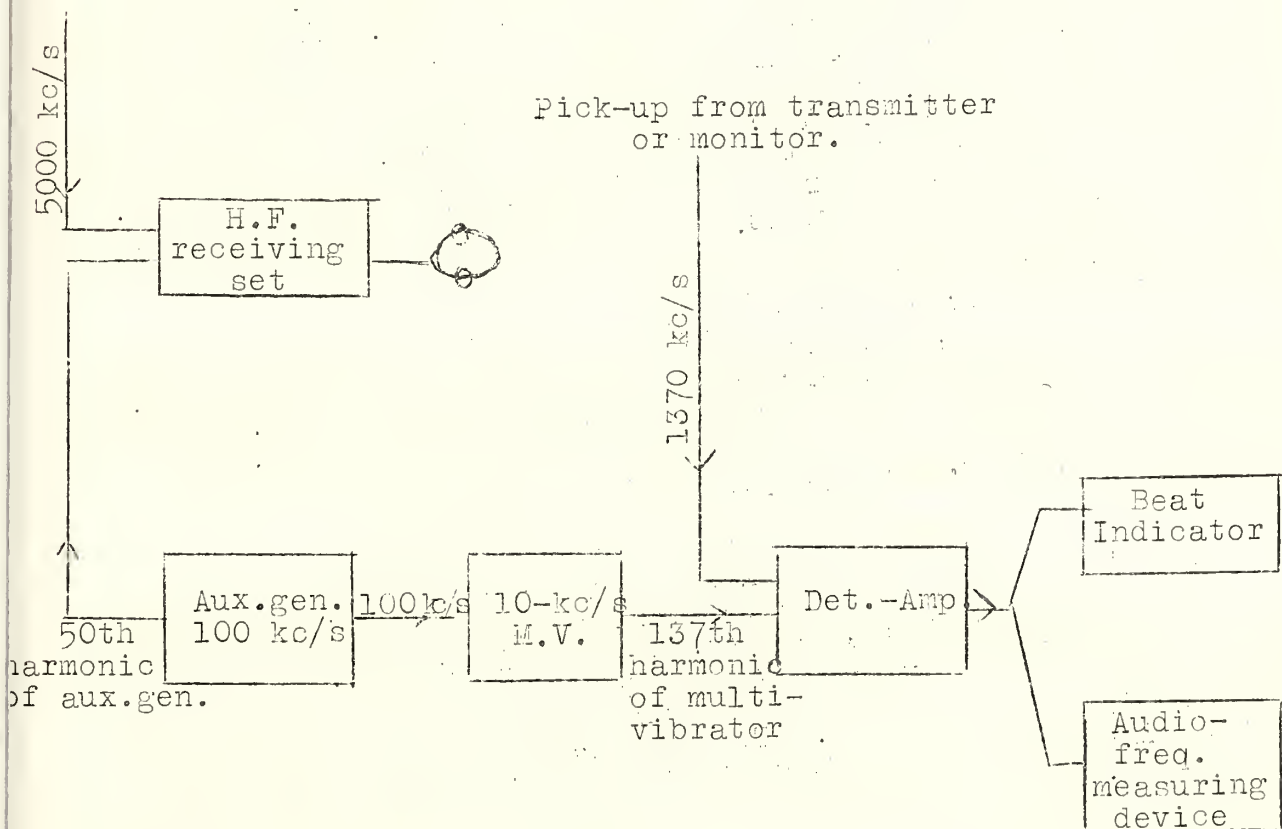 5000 kc/s
Pick-up from transmitter
or monitor.
H.F.
receiving
set
1370 kc/s
Beat
Indicator
Aux.gen.
100 kc/s
100kc/s
10-kc/s
M.V.
Det.-Amp
50th
harmonic
of aux.gen.
137th
harmonic
of multi-
vibrator
Audio-
freq.
measuring
device